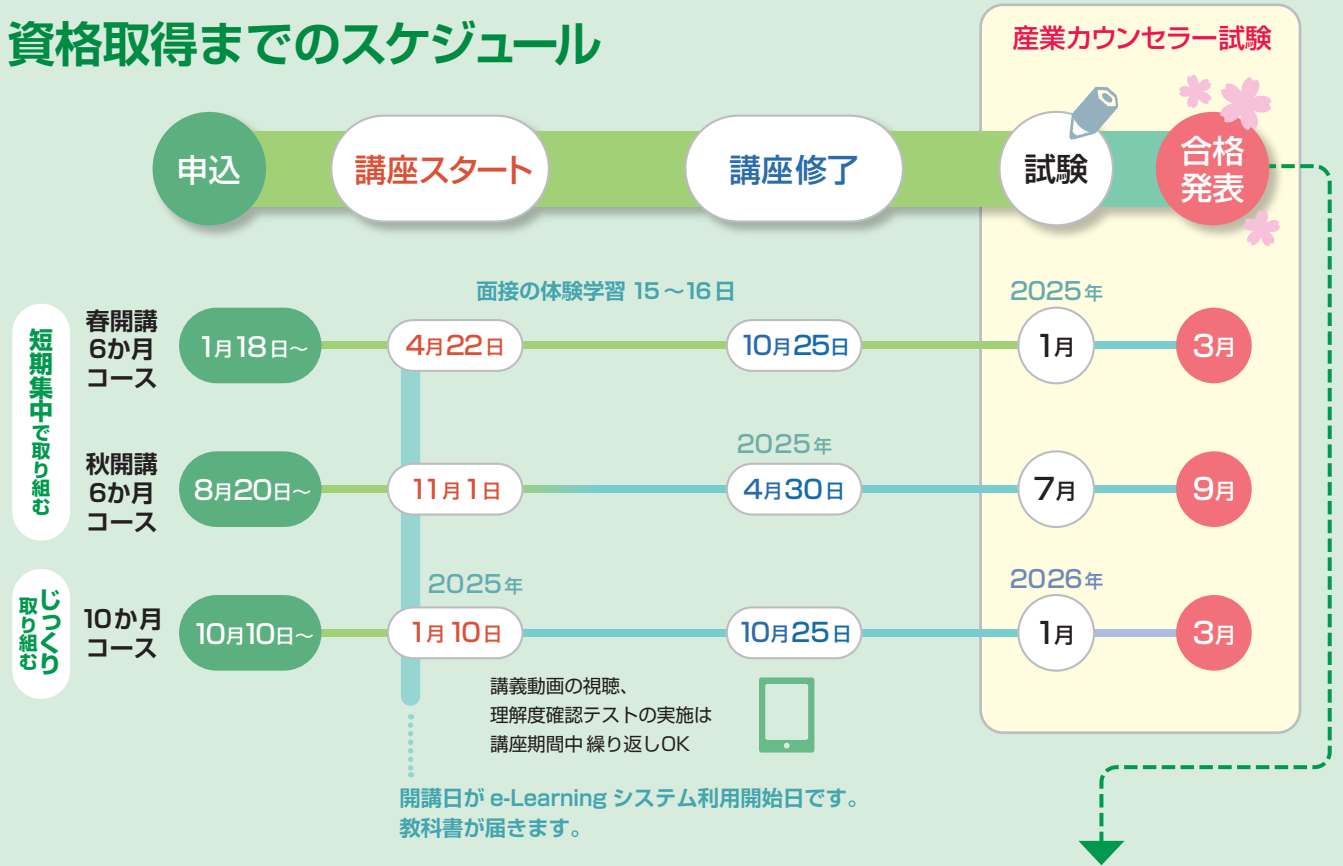 資格取得までのスケジュール
産業カウンセラー試験
申込
講座スタート
講座修了
試験
合格
発表
面接の体験学習 15～16日
短期集中で取り組む
春開講
6か月
コース
1月18日～
4月22日
10月25日
2025年
1月
3月
秋開講
6か月
コース
8月20日～
11月1日
2025年
4月30日
7月
9月
じっくり
取り組む
10か月
コース
10月10日～
2025年
1月10日
10月25日
2026年
1月
3月
講義動画の視聴、
理解度確認テストの実施は
講座期間中 繰り返しOK
開講日が e-Learning システム利用開始日です。
教科書が届きます。